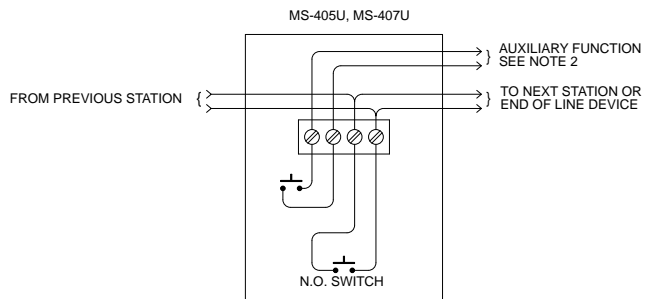 MS-405U, MS-407U
AUXILIARY FUNCTION
SEE NOTE 2
FROM PREVIOUS STATION
TO NEXT STATION OR
END OF LINE DEVICE
N.O. SWITCH